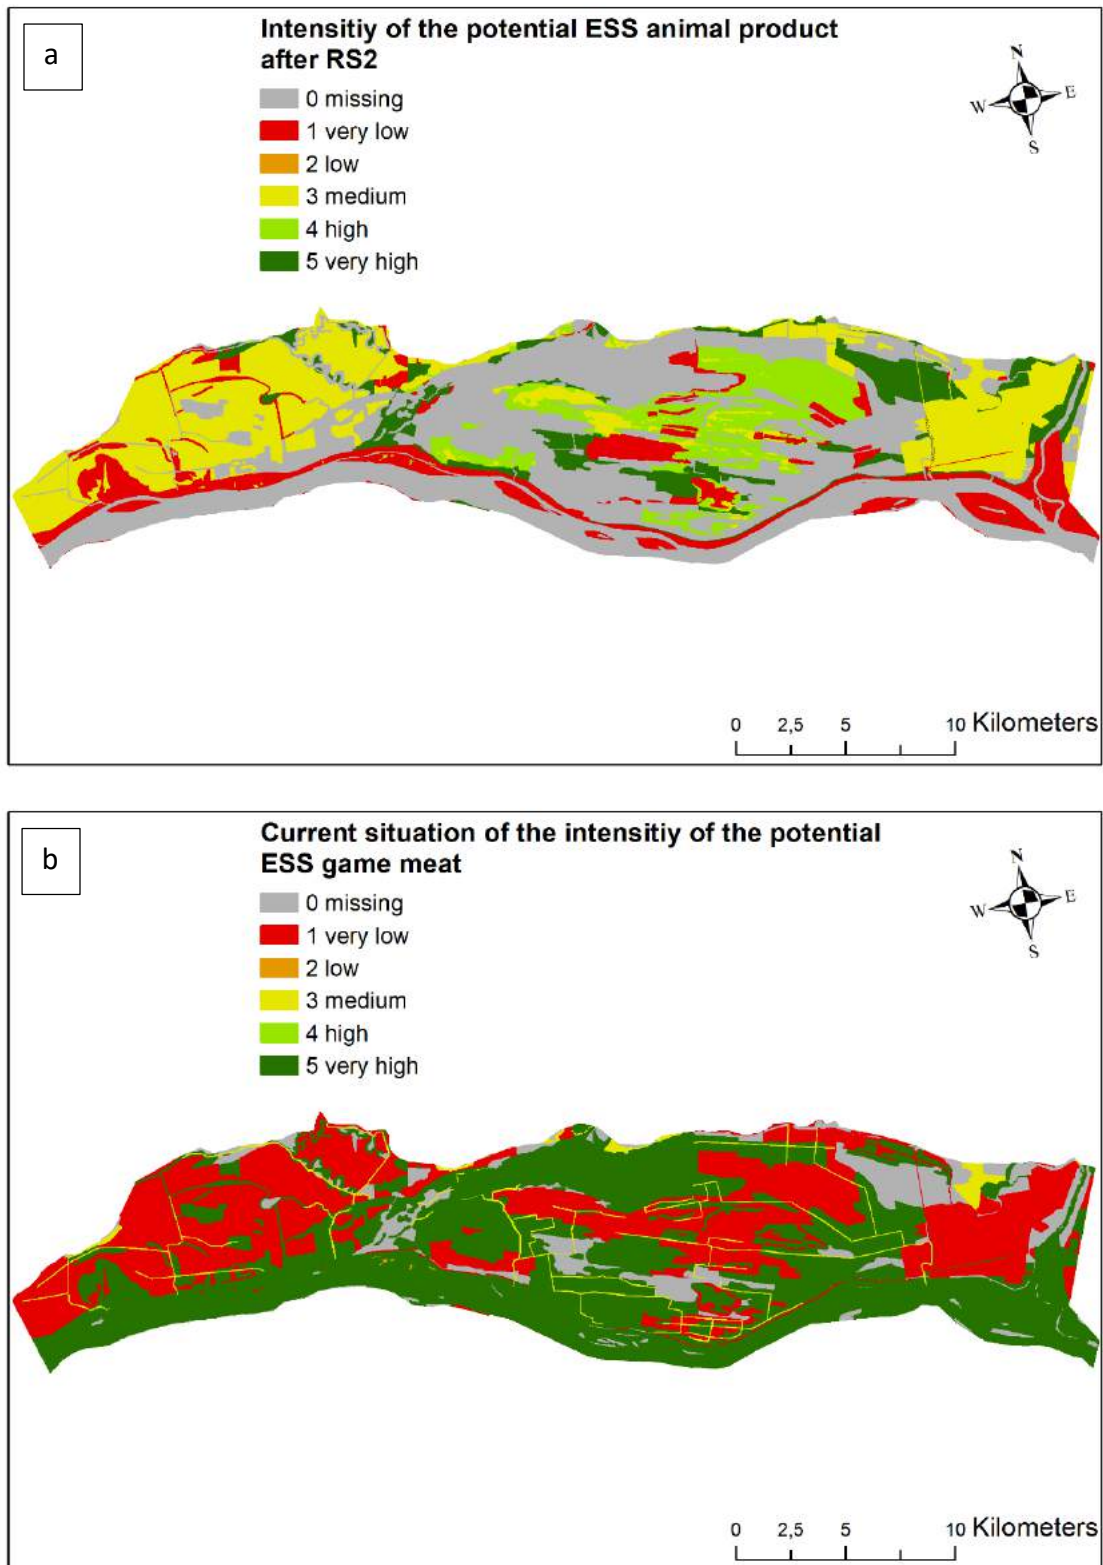 a
Intensitiy of the potential ESS animal product
after RS2
0 missing
1 very low
2 low
3 medium
4 high
5 very high
N
W
E
S
0 2,5 5 10 Kilometers
b
Current situation of the intensitiy of the potential
ESS game meat
0 missing
1 very low
2 low
3 medium
4 high
5 very high
N
W
E
S
0 2,5 5 10 Kilometers